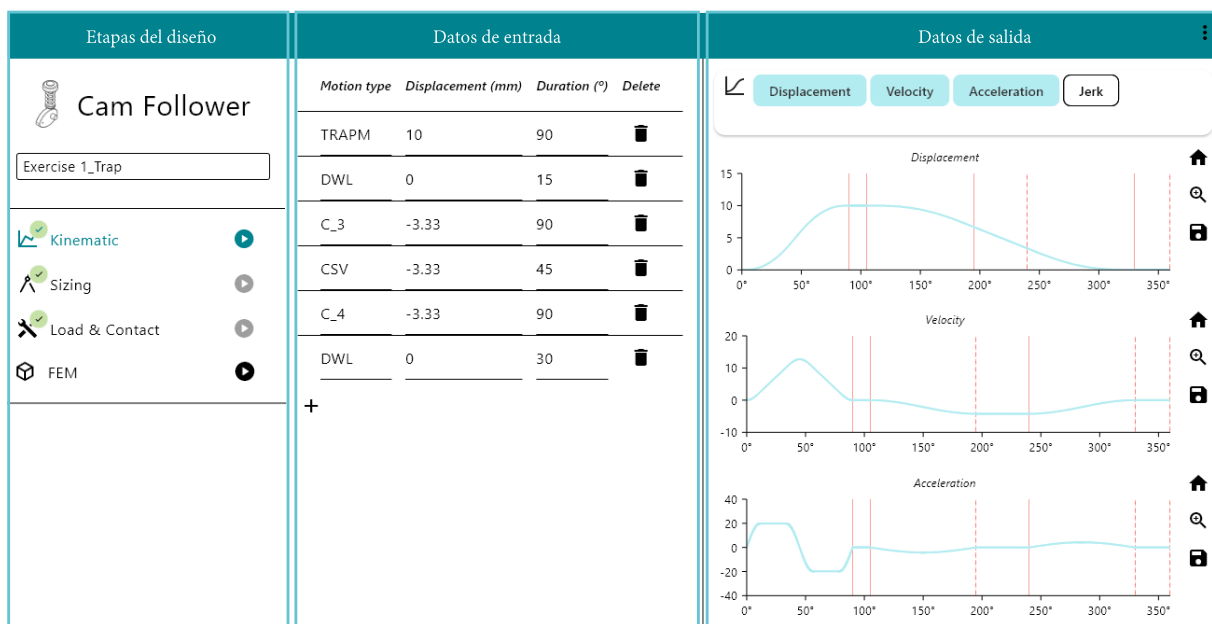 Etapas del diseño
Cam Follower
Exercise 1_Trap
Kinematic
Sizing
Load & Contact
FEM
Datos de entrada
Motion type Displacement (mm) Duration (º) Delete
TRAPM 10 90
DWL 0 15
C_3 -3.33 90
CSV -3.33 45
C_4 -3.33 90
DWL 0 30
+
Datos de salida
Displacement Velocity Acceleration Jerk
Displacement
15
10
5
0
0° 50° 100° 150° 200° 250° 300° 350°
Velocity
20
10
0
-10
0° 50° 100° 150° 200° 250° 300° 350°
Acceleration
40
20
0
-20
-40
0° 50° 100° 150° 200° 250° 300° 350°